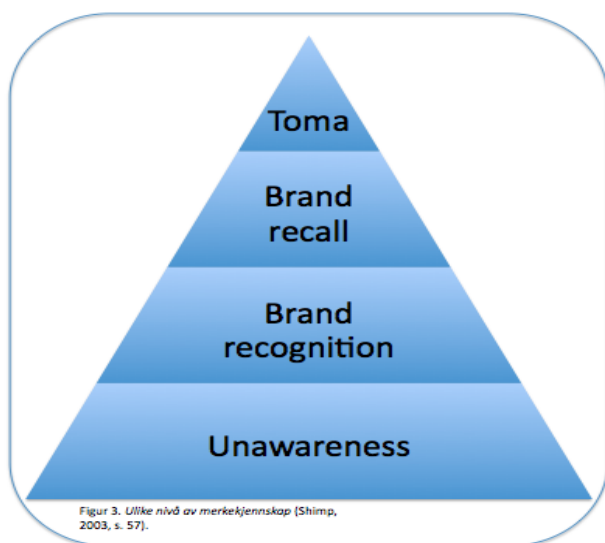 Toma
Brand
recall
Brand
recognition
Unawareness
Figur 3. Ulike nivå av merkekjennskap (Shimp,
2003, s. 57).